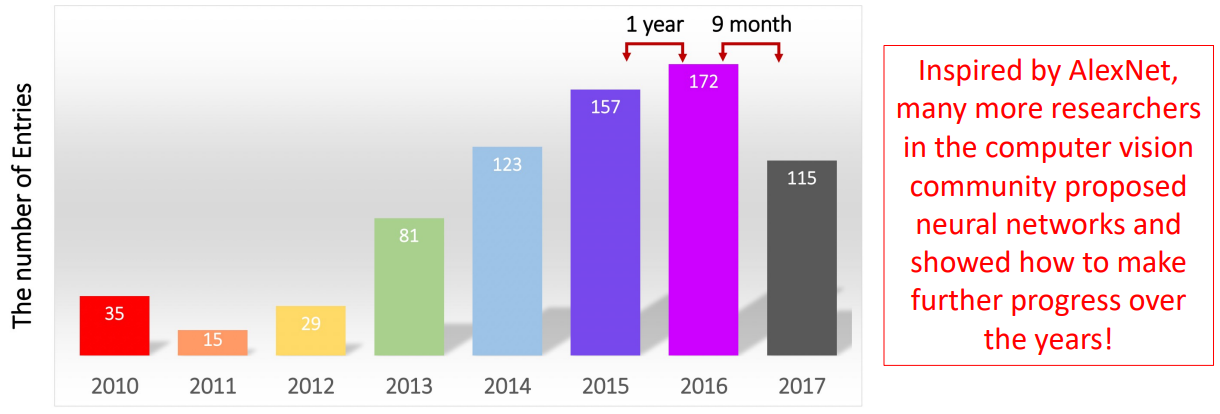 1 year 9 month
The number of Entries
35
15
29
81
123
157
172
115
2010 2011 2012 2013 2014 2015 2016 2017
Inspired by AlexNet,
many more researchers
in the computer vision
community proposed
neural networks and
showed how to make
further progress over
the years!